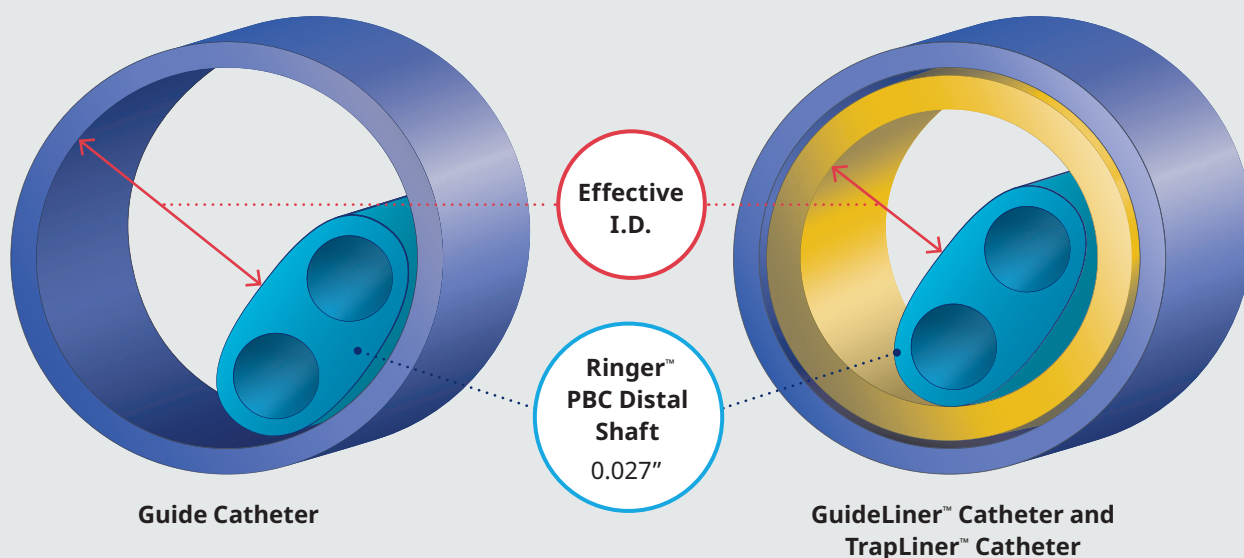 Effective
I.D.
Ringer™
PBC Distal
Shaft
0.027”
Guide Catheter
GuideLiner™ Catheter and
TrapLiner™ Catheter